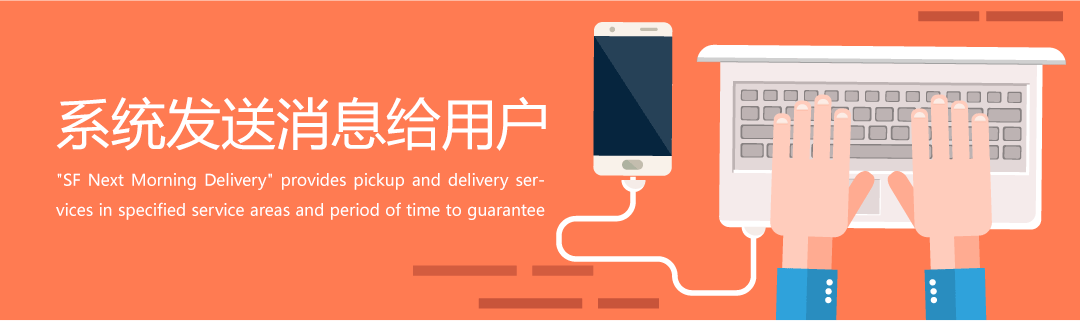 系统发送消息给用户
"SF Next Morning Delivery" provides pickup and delivery ser-
vices in specified service areas and period of time to guarantee